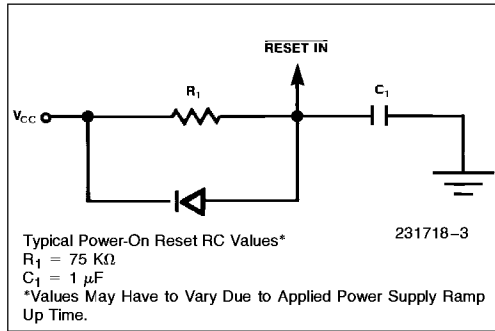 RESET IN
R1
C1
VCC
231718-3
Typical Power-On Reset RC Values*
R1 = 75 KΩ
C1 = 1 μF
*Values May Have to Vary Due to Applied Power Supply Ramp
Up Time.